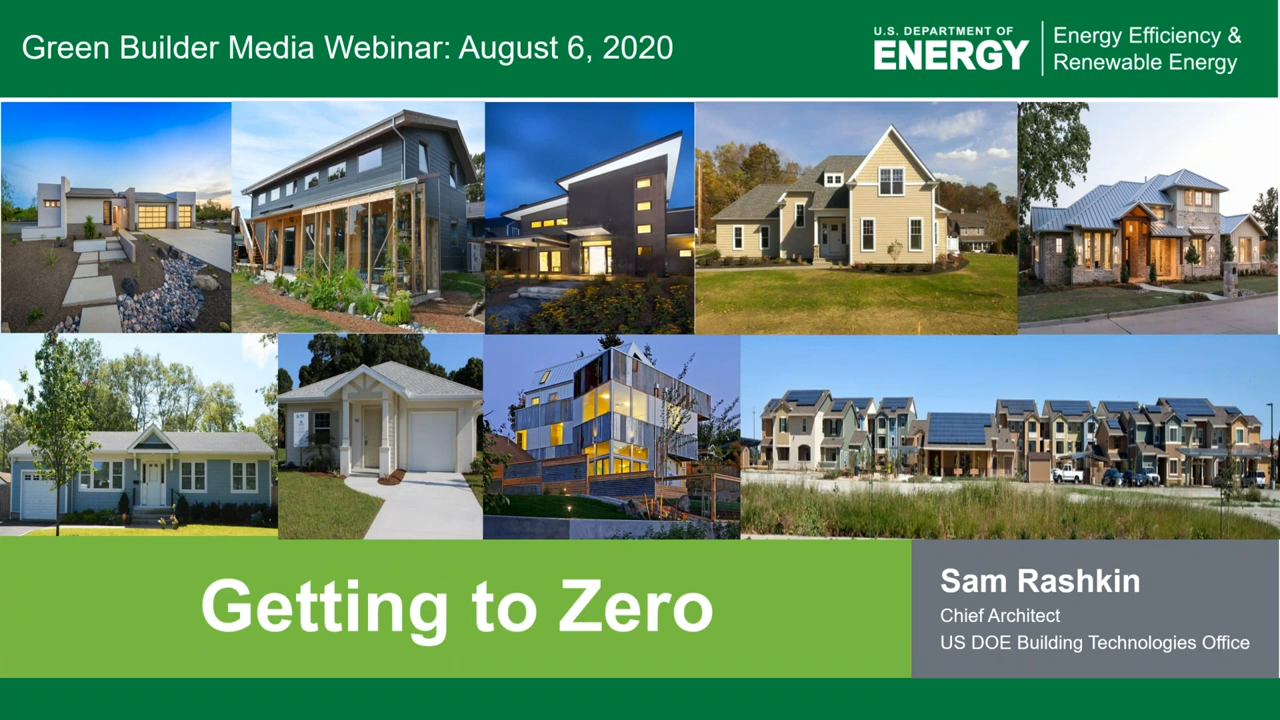 Green Builder Media Webinar: August 6, 2020
U.S. DEPARTMENT OF
ENERGY
Energy Efficiency &
Renewable Energy
Getting to Zero
Sam Rashkin
Chief Architect
US DOE Building Technologies Office